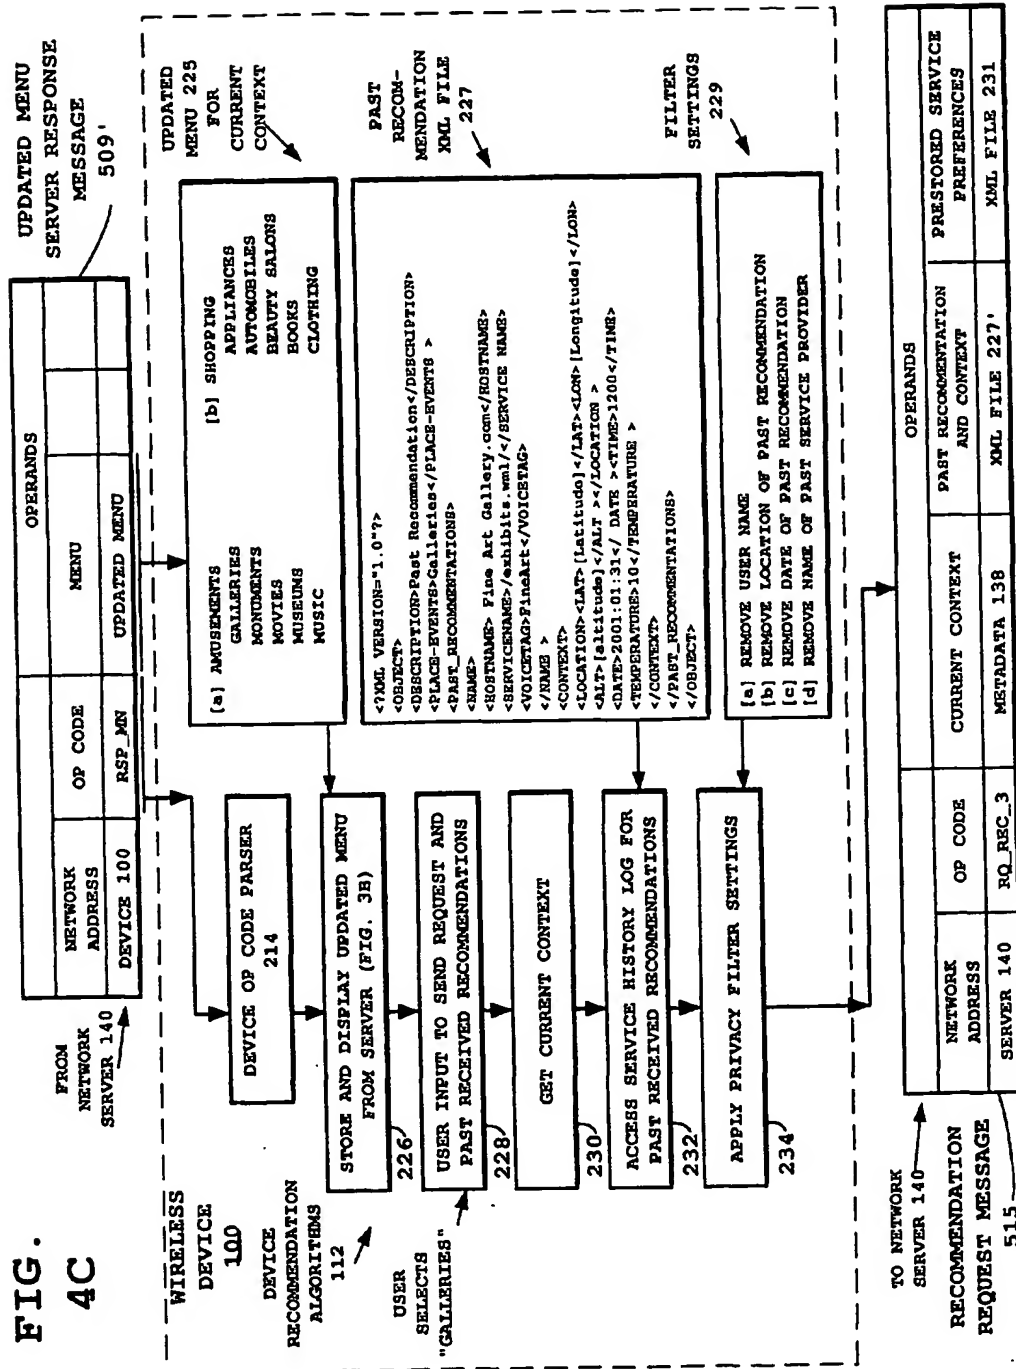 FIG.
4C
UPDATED MENU
SERVER RESPONSE
MESSAGE
509'
FROM
NETWORK
SERVER 140
OPERANDS
NETWORK
ADDRESS
OP CODE
MENU
DEVICE 100
RSP_MN
UPDATED MENU
WIRELESS
DEVICE
100
DEVICE
RECOMMENDATION
ALGORITHMS
112
USER
SELECTS
"GALLERIES"
DEVICE OP CODE PARSER
214
STORE AND DISPLAY UPDATED MENU
FROM SERVER (FIG. 3B)
226
USER INPUT TO SEND REQUEST AND
PAST RECEIVED RECOMMENDATIONS
228
GET CURRENT CONTEXT
230
ACCESS SERVICE HISTORY LOG FOR
PAST RECEIVED RECOMMENDATIONS
232
APPLY PRIVACY FILTER SETTINGS
234
UPDATED
MENU 225
FOR
CURRENT
CONTEXT
[a] AMUSEMENTS
GALLERIES
MONUMENTS
MOVIES
MUSEUMS
MUSIC
[b] SHOPPING
APPLIANCES
AUTOMOBILES
BEAUTY SALONS
BOOKS
CLOTHING
PAST
RECOM-
MENDATION
XML FILE
227
<?XML VERSION="1.0"?>
<OBJECT>
<DESCRIPTION>Past Recommendation</DESCRIPTION>
<PLACE-EVENTS>Galleries</PLACE-EVENTS >
<PAST_RECOMMENTATIONS>
<NAME>
<HOSTNAME> Fine Art Gallery.com</HOSTNAME>
<SERVICENAME>/exhibits.wml/</SERVICE NAME>
<VOICETAG>FineArt</VOICETAG>
</NAME >
<CONTEXT>
<LOCATION><LAT>[Latitude]</LAT><LON>[Longitude]</LON>
<ALT>[altitude]</ALT ></LOCATION >
<DATE>2001:01:31</ DATE ><TIME>1200</TIME>
<TEMPERATURE>10</TEMPERATURE >
</CONTEXT>
</PAST_RECOMMENTATIONS>
</OBJECT>
FILTER
SETTINGS
229
[a] REMOVE USER NAME
[b] REMOVE LOCATION OF PAST RECOMMENDATION
[c] REMOVE DATE OF PAST RECOMMENDATION
[d] REMOVE NAME OF PAST SERVICE PROVIDER
TO NETWORK
SERVER 140
RECOMMENDATION
REQUEST MESSAGE
515
OPERANDS
NETWORK
ADDRESS
OP CODE
CURRENT CONTEXT
PAST RECOMMENTATION
AND CONTEXT
PRESTORED SERVICE
PREFERENCES
SERVER 140
RQ_REC_3
METADATA 138
XML FILE 227'
XML FILE 231